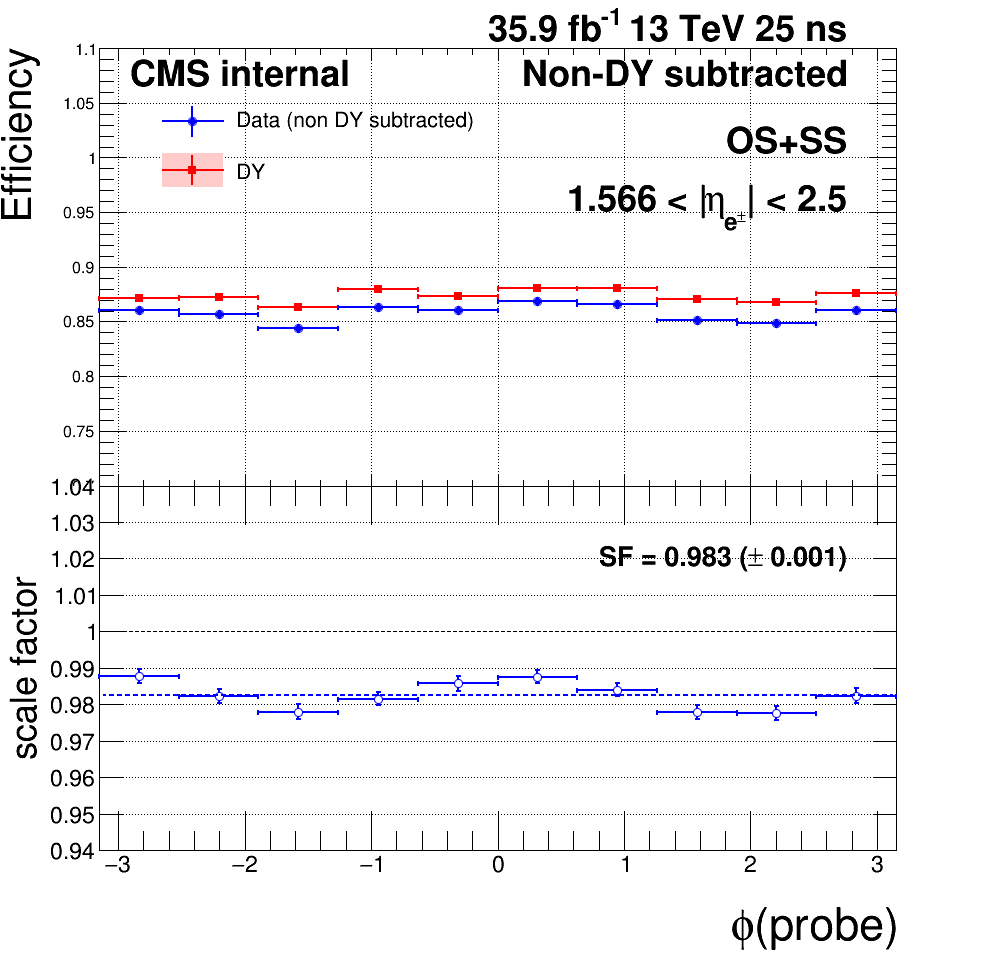 35.9 fb⁻¹ 13 TeV 25 ns
Efficiency
CMS internal
Non-DY subtracted
Data (non DY subtracted)
DY
OS+SS
1.566 < |η_e±| < 2.5
1.1
1.05
1
0.95
0.9
0.85
0.8
0.75
1.04
1.03
1.02
1.01
1
0.99
0.98
0.97
0.96
0.95
0.94
scale factor
SF = 0.983 (± 0.001)
−3
−2
−1
0
1
2
3
ϕ(probe)